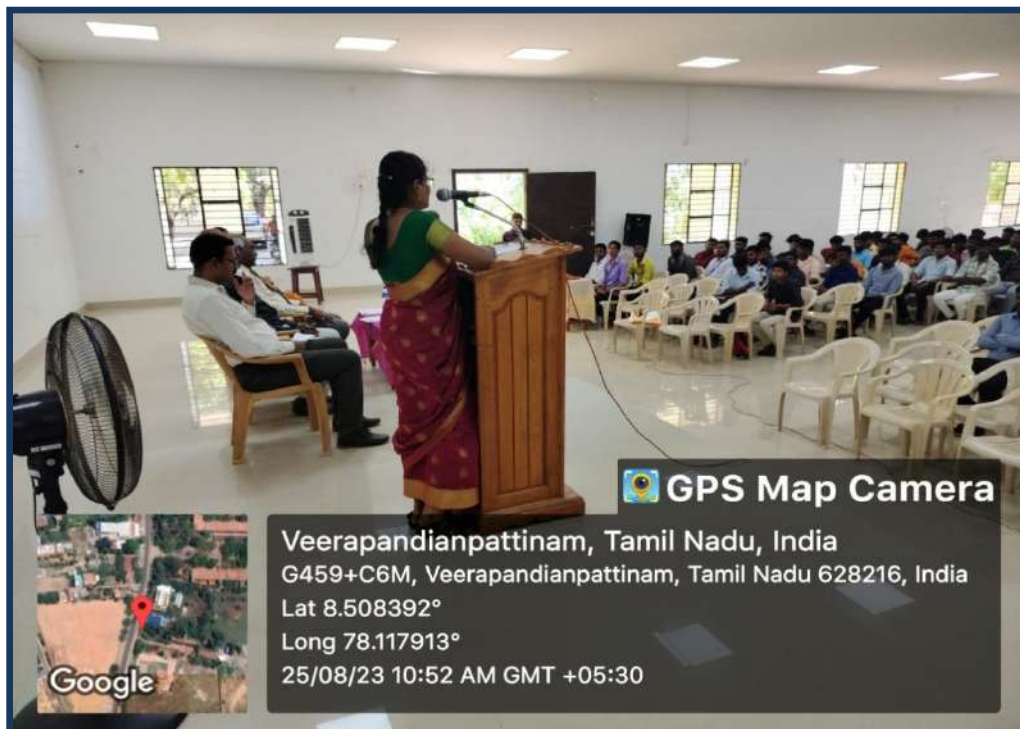 GPS Map Camera
Veerapandianpattinam, Tamil Nadu, India
G459+C6M, Veerapandianpattinam, Tamil Nadu 628216, India
Lat 8.508392°
Long 78.117913°
25/08/23 10:52 AM GMT +05:30
Google